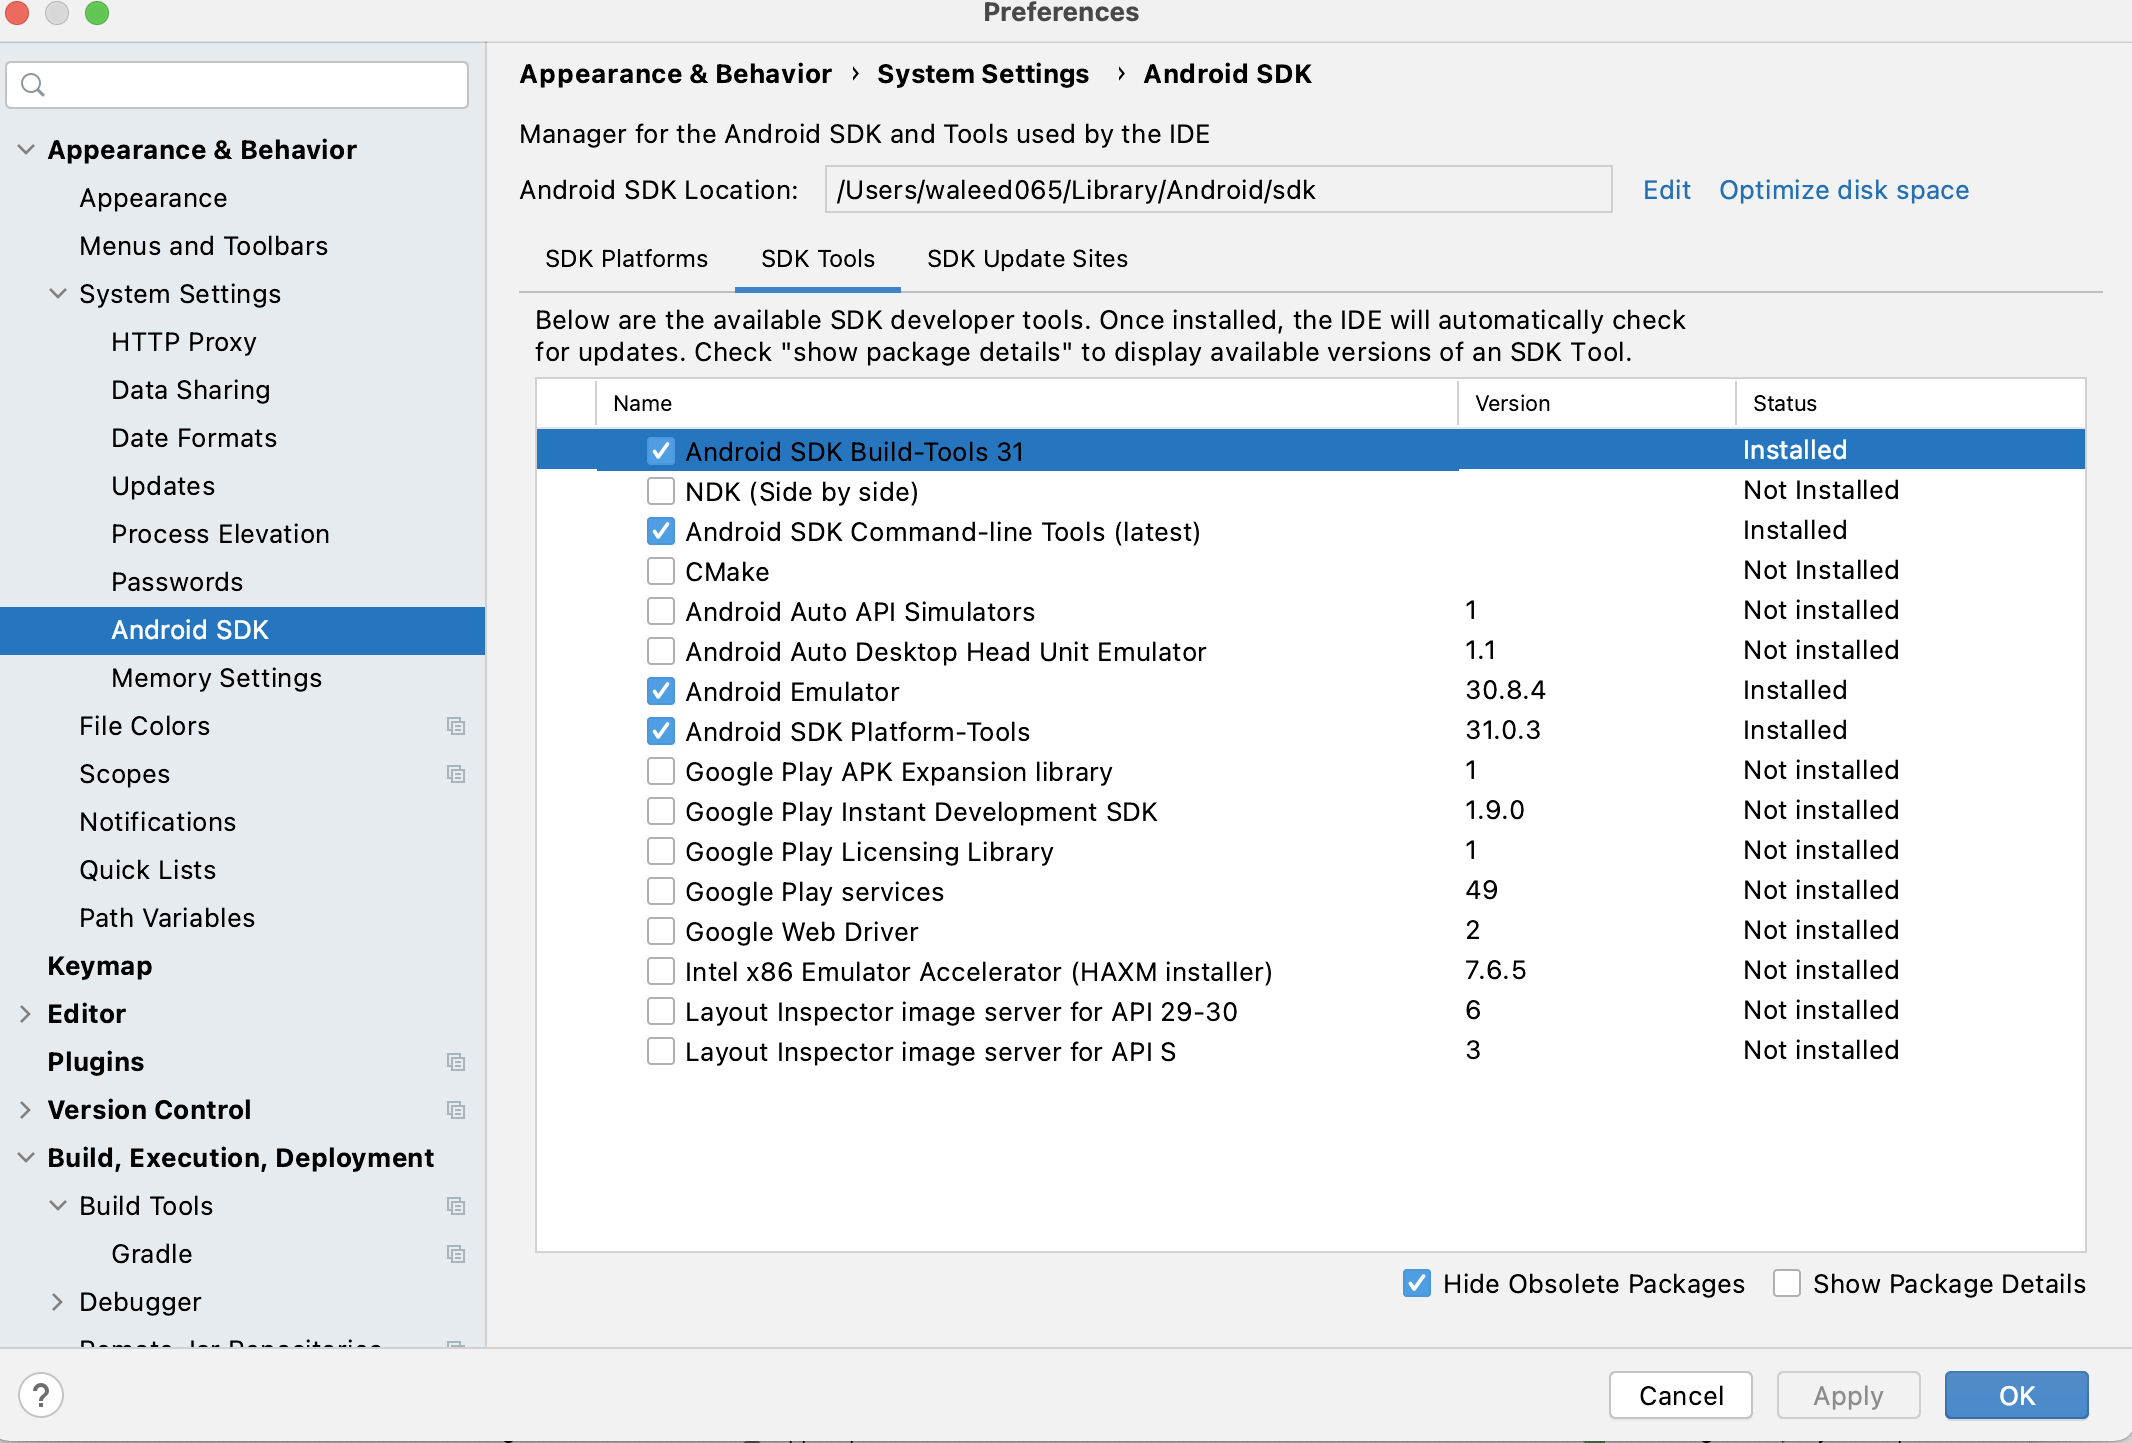 Preferences
Appearance & Behavior
Appearance
Menus and Toolbars
System Settings
HTTP Proxy
Data Sharing
Date Formats
Updates
Process Elevation
Passwords
Android SDK
Memory Settings
File Colors
Scopes
Notifications
Quick Lists
Path Variables
Keymap
Editor
Plugins
Version Control
Build, Execution, Deployment
Build Tools
Gradle
Debugger
Remote Jar Repositories
Appearance & Behavior › System Settings › Android SDK
Manager for the Android SDK and Tools used by the IDE
Android SDK Location: /Users/waleed065/Library/Android/sdk Edit Optimize disk space
SDK Platforms SDK Tools SDK Update Sites
Below are the available SDK developer tools. Once installed, the IDE will automatically check
for updates. Check "show package details" to display available versions of an SDK Tool.
Name Version Status
Android SDK Build-Tools 31 Installed
NDK (Side by side) Not Installed
Android SDK Command-line Tools (latest) Installed
CMake Not Installed
Android Auto API Simulators 1 Not installed
Android Auto Desktop Head Unit Emulator 1.1 Not installed
Android Emulator 30.8.4 Installed
Android SDK Platform-Tools 31.0.3 Installed
Google Play APK Expansion library 1 Not installed
Google Play Instant Development SDK 1.9.0 Not installed
Google Play Licensing Library 1 Not installed
Google Play services 49 Not installed
Google Web Driver 2 Not installed
Intel x86 Emulator Accelerator (HAXM installer) 7.6.5 Not installed
Layout Inspector image server for API 29-30 6 Not installed
Layout Inspector image server for API S 3 Not installed
Hide Obsolete Packages Show Package Details
? Cancel Apply OK